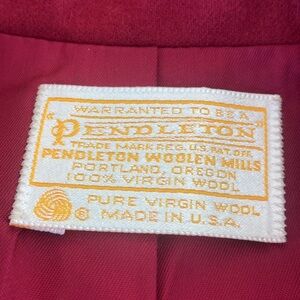 WARRANTED TO BE A
"PENDLETON"
TRADE MARK REG. U.S. PAT. OFF.
PENDLETON WOOLEN MILLS
PORTLAND, OREGON
100% VIRGIN WOOL
PURE VIRGIN WOOL
® MADE IN U.S.A.